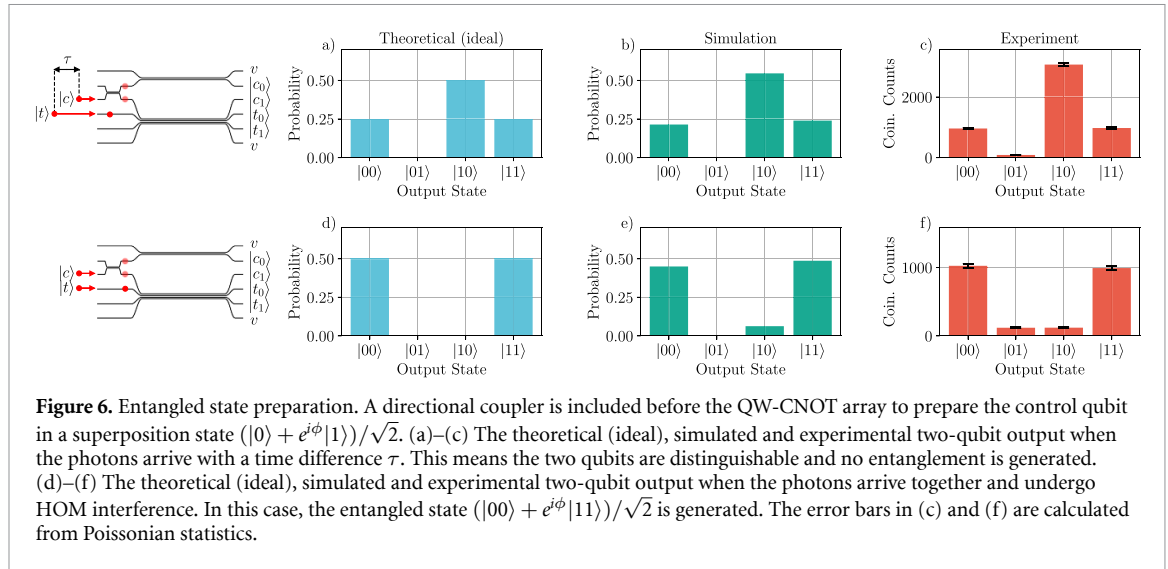 Theoretical (ideal)
Simulation
Experiment
τ
|c⟩
|t⟩
v
|c₀⟩
|c₁⟩
|t₀⟩
|t₁⟩
v
a)
Probability
0.50
0.25
0.00
|00⟩ |01⟩ |10⟩ |11⟩
Output State
b)
Probability
0.50
0.25
0.00
|00⟩ |01⟩ |10⟩ |11⟩
Output State
c)
Coin. Counts
2000
0
|00⟩ |01⟩ |10⟩ |11⟩
Output State
|c⟩
|t⟩
v
|c₀⟩
|c₁⟩
|t₀⟩
|t₁⟩
v
d)
Probability
0.50
0.25
0.00
|00⟩ |01⟩ |10⟩ |11⟩
Output State
e)
Probability
0.50
0.25
0.00
|00⟩ |01⟩ |10⟩ |11⟩
Output State
f)
Coin. Counts
1000
0
|00⟩ |01⟩ |10⟩ |11⟩
Output State
Figure 6. Entangled state preparation. A directional coupler is included before the QW-CNOT array to prepare the control qubit
in a superposition state (|0⟩ + e^{iϕ}|1⟩)/√2. (a)–(c) The theoretical (ideal), simulated and experimental two-qubit output when
the photons arrive with a time difference τ. This means the two qubits are distinguishable and no entanglement is generated.
(d)–(f) The theoretical (ideal), simulated and experimental two-qubit output when the photons arrive together and undergo
HOM interference. In this case, the entangled state (|00⟩ + e^{iϕ}|11⟩)/√2 is generated. The error bars in (c) and (f) are calculated
from Poissonian statistics.